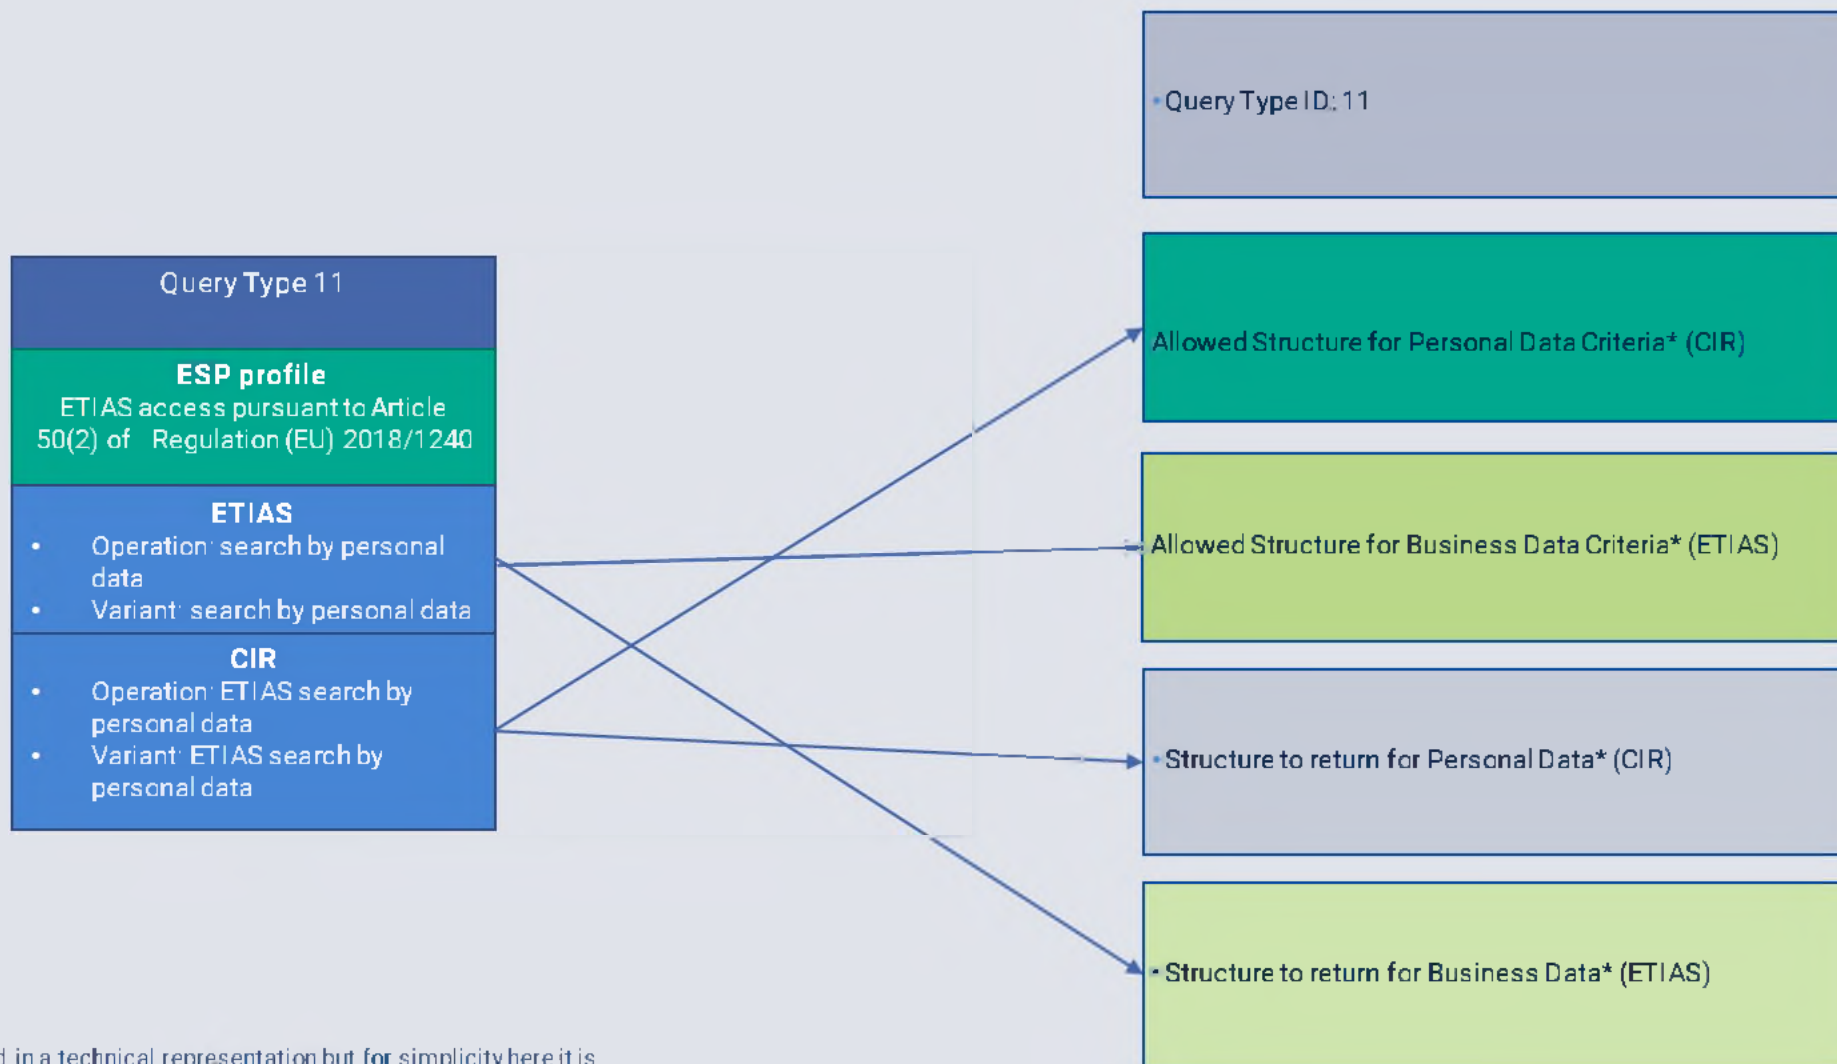 Query Type 11
ESP profile
ETIAS access pursuant to Article
50(2) of Regulation (EU) 2018/1240
ETIAS
• Operation: search by personal
data
• Variant: search by personal data
CIR
• Operation: ETIAS search by
personal data
• Variant: ETIAS search by
personal data
• Query Type ID: 11
Allowed Structure for Personal Data Criteria* (CIR)
Allowed Structure for Business Data Criteria* (ETIAS)
• Structure to return for Personal Data* (CIR)
• Structure to return for Business Data* (ETIAS)
in a technical representation but for simplicity here it is